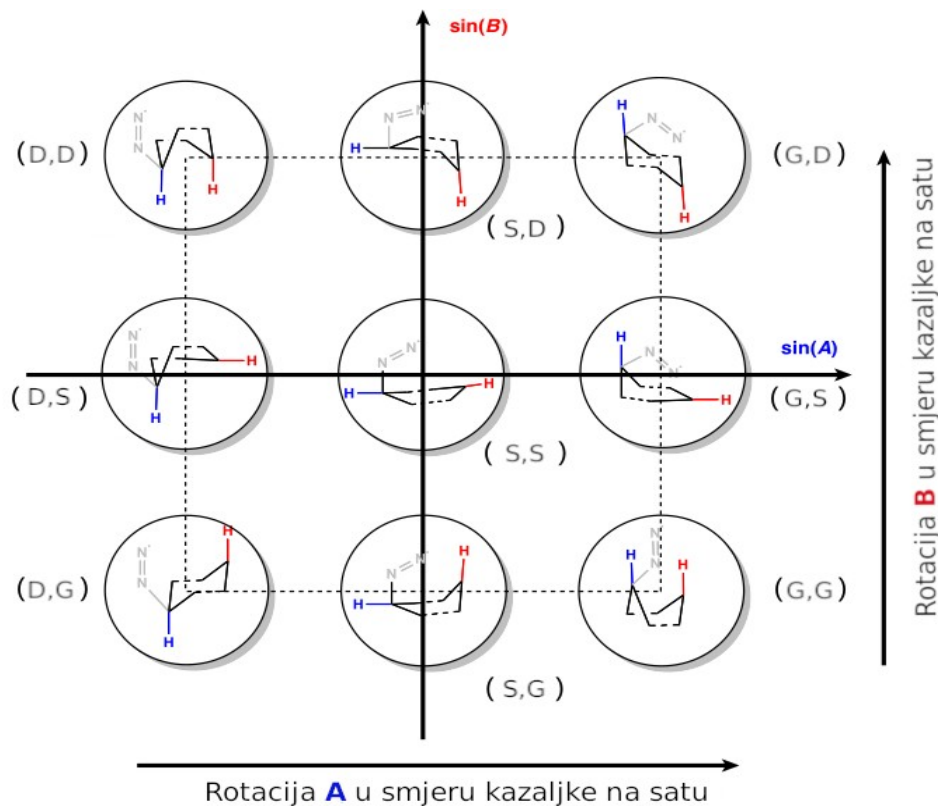 sin(B)
N N-
N N-
N N-
H
H
H
H
H
H
(D,D)
(G,D)
(S,D)
N N-
N N-
N N-
H
H
H
H
H
H
sin(A)
(D,S)
(G,S)
(S,S)
N N-
N N-
N N
H
H
H
H
H
H
(D,G)
(G,G)
(S,G)
Rotacija A u smjeru kazaljke na satu
Rotacija B u smjeru kazaljke na satu